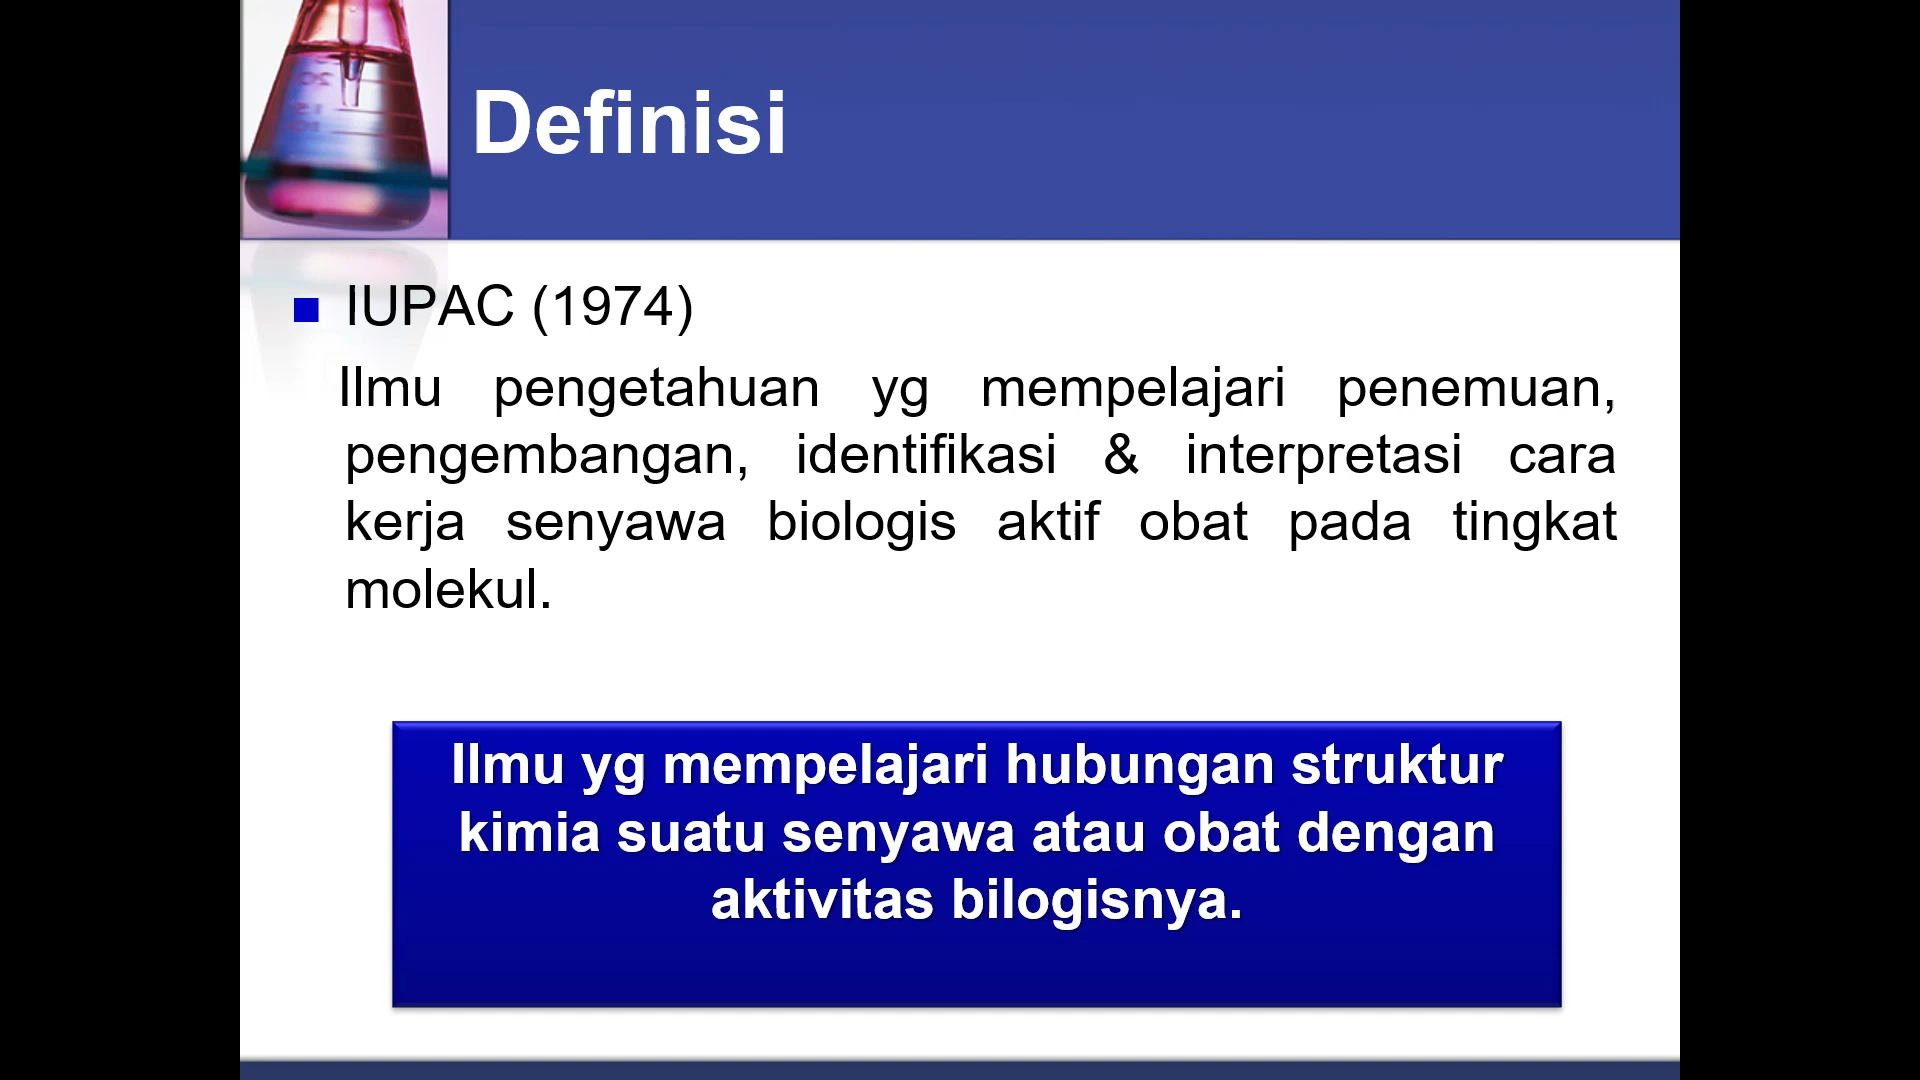 Definisi
IUPAC (1974)
Ilmu pengetahuan yg mempelajari penemuan,
pengembangan, identifikasi & interpretasi cara
kerja senyawa biologis aktif obat pada tingkat
molekul.
Ilmu yg mempelajari hubungan struktur
kimia suatu senyawa atau obat dengan
aktivitas bilogisnya.